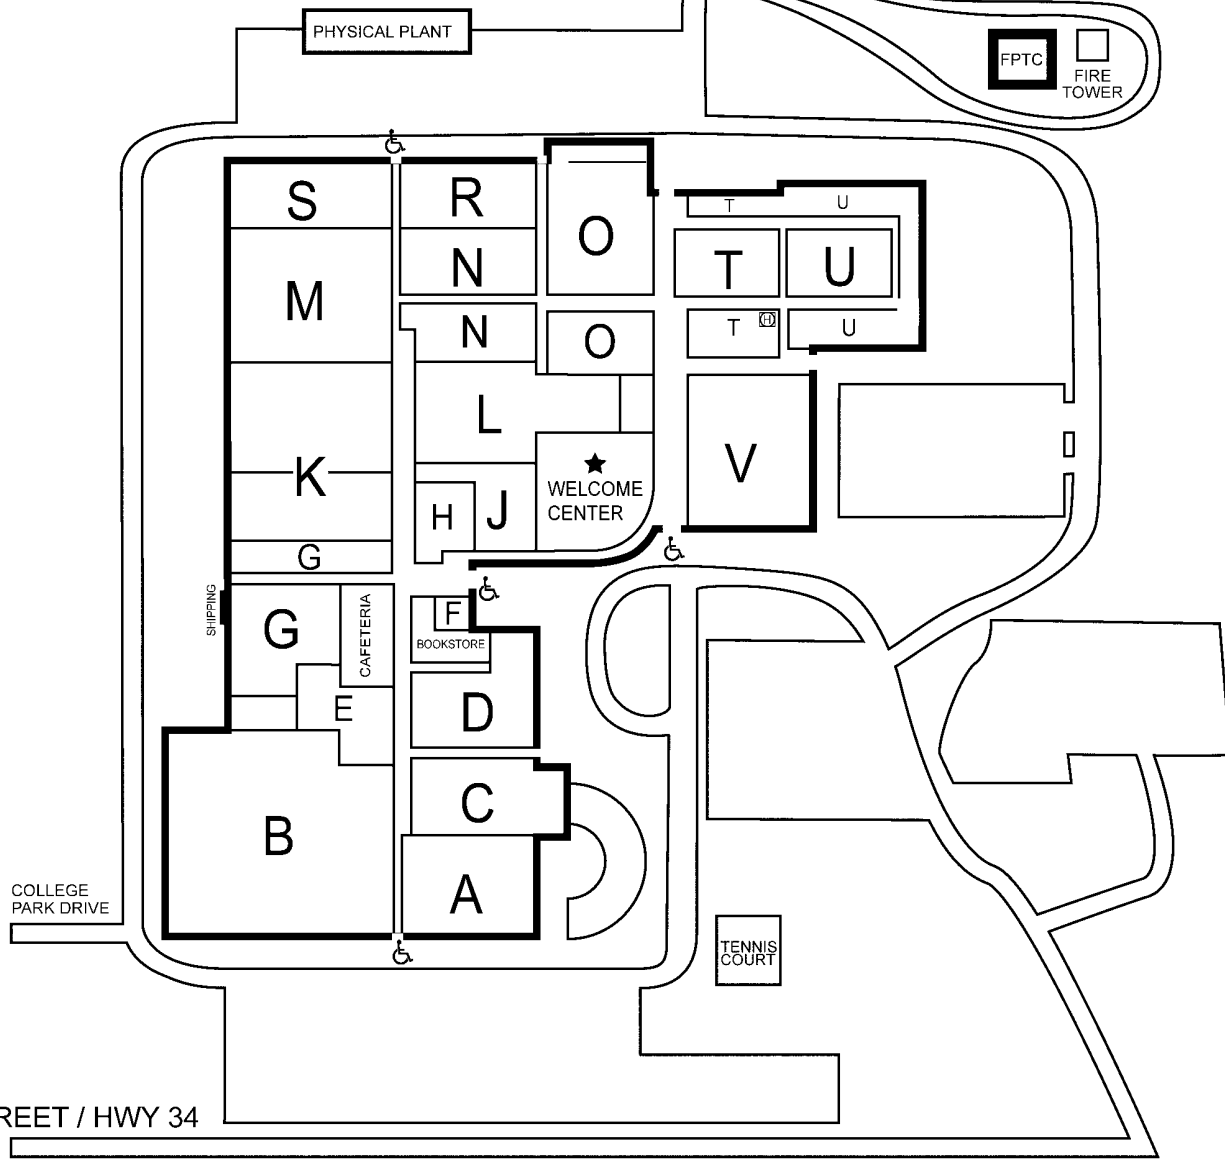 PHYSICAL PLANT
FPTC
FIRE
TOWER
S
R
O
T
U
N
T
U
M
N
O
T
H
U
L
K
V
WELCOME
CENTER
H
J
G
SHIPPING
G
CAFETERIA
F
BOOKSTORE
E
D
B
C
A
COLLEGE
PARK DRIVE
TENNIS
COURT
REET / HWY 34